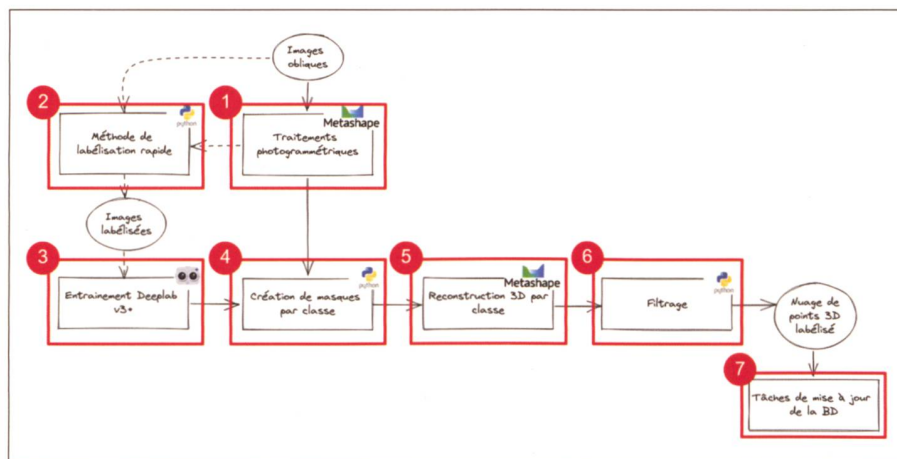 Images
obliques
2
python
Méthode de
labélisation rapide
1
Metashape
Traitements
photogrammétriques
Images
labélisées
3
Entrainement Deeplab
v3+
4
python
Création de masques
par classe
5
Metashape
Reconstruction 3D par
classe
6
python
Filtrage
Nuage de
points 3D
labélisé
7
Tâches de mise à jour
de la BD